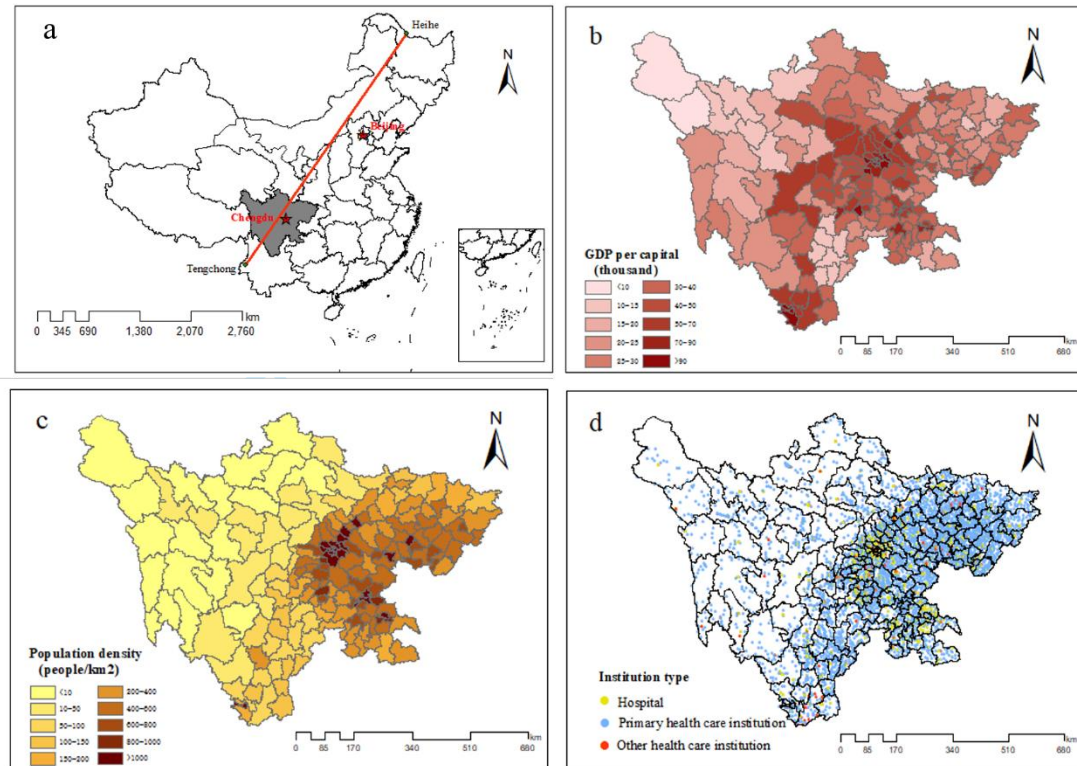 a
Heihe
N
Beijing
Chengdu
Tengchong
km
0 345 690 1,380 2,070 2,760
b
N
GDP per capital
(thousand)
<10 30-40
10-15 40-50
15-20 50-70
20-25 70-90
25-30 >90
km
0 85 170 340 510 680
c
N
Population density
(people/km2)
<10 200-400
10-50 400-600
50-100 600-800
100-150 800-1000
150-200 >1000
km
0 85 170 340 510 680
d
N
Institution type
Hospital
Primary health care institution
Other health care institution
km
0 85 170 340 510 680